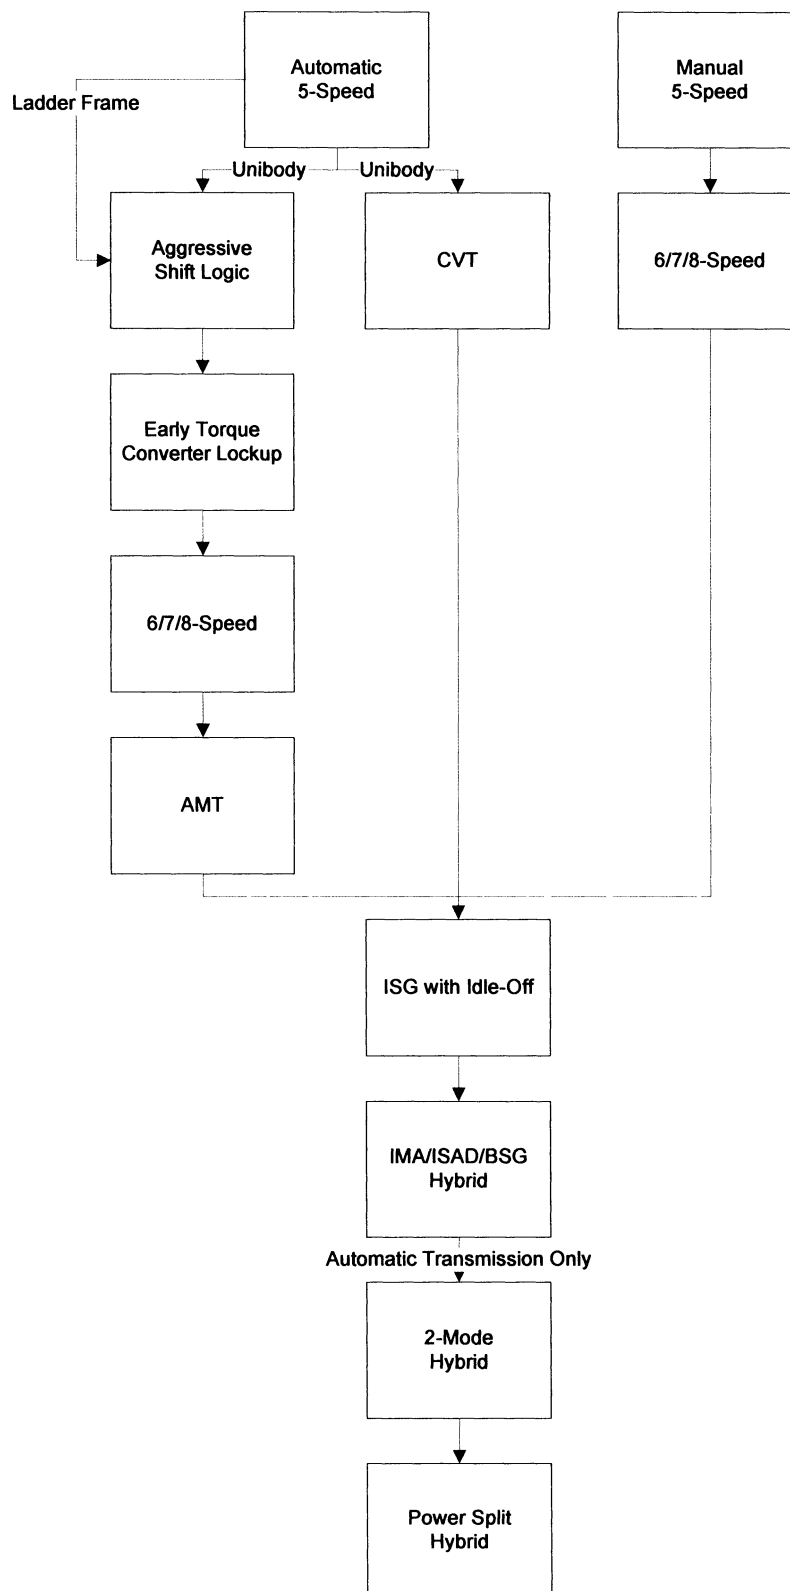 Automatic
5-Speed
Manual
5-Speed
Ladder Frame
Unibody
Unibody
Aggressive
Shift Logic
CVT
6/7/8-Speed
Early Torque
Converter Lockup
6/7/8-Speed
AMT
ISG with Idle-Off
IMA/ISAD/BSG
Hybrid
Automatic Transmission Only
2-Mode
Hybrid
Power Split
Hybrid